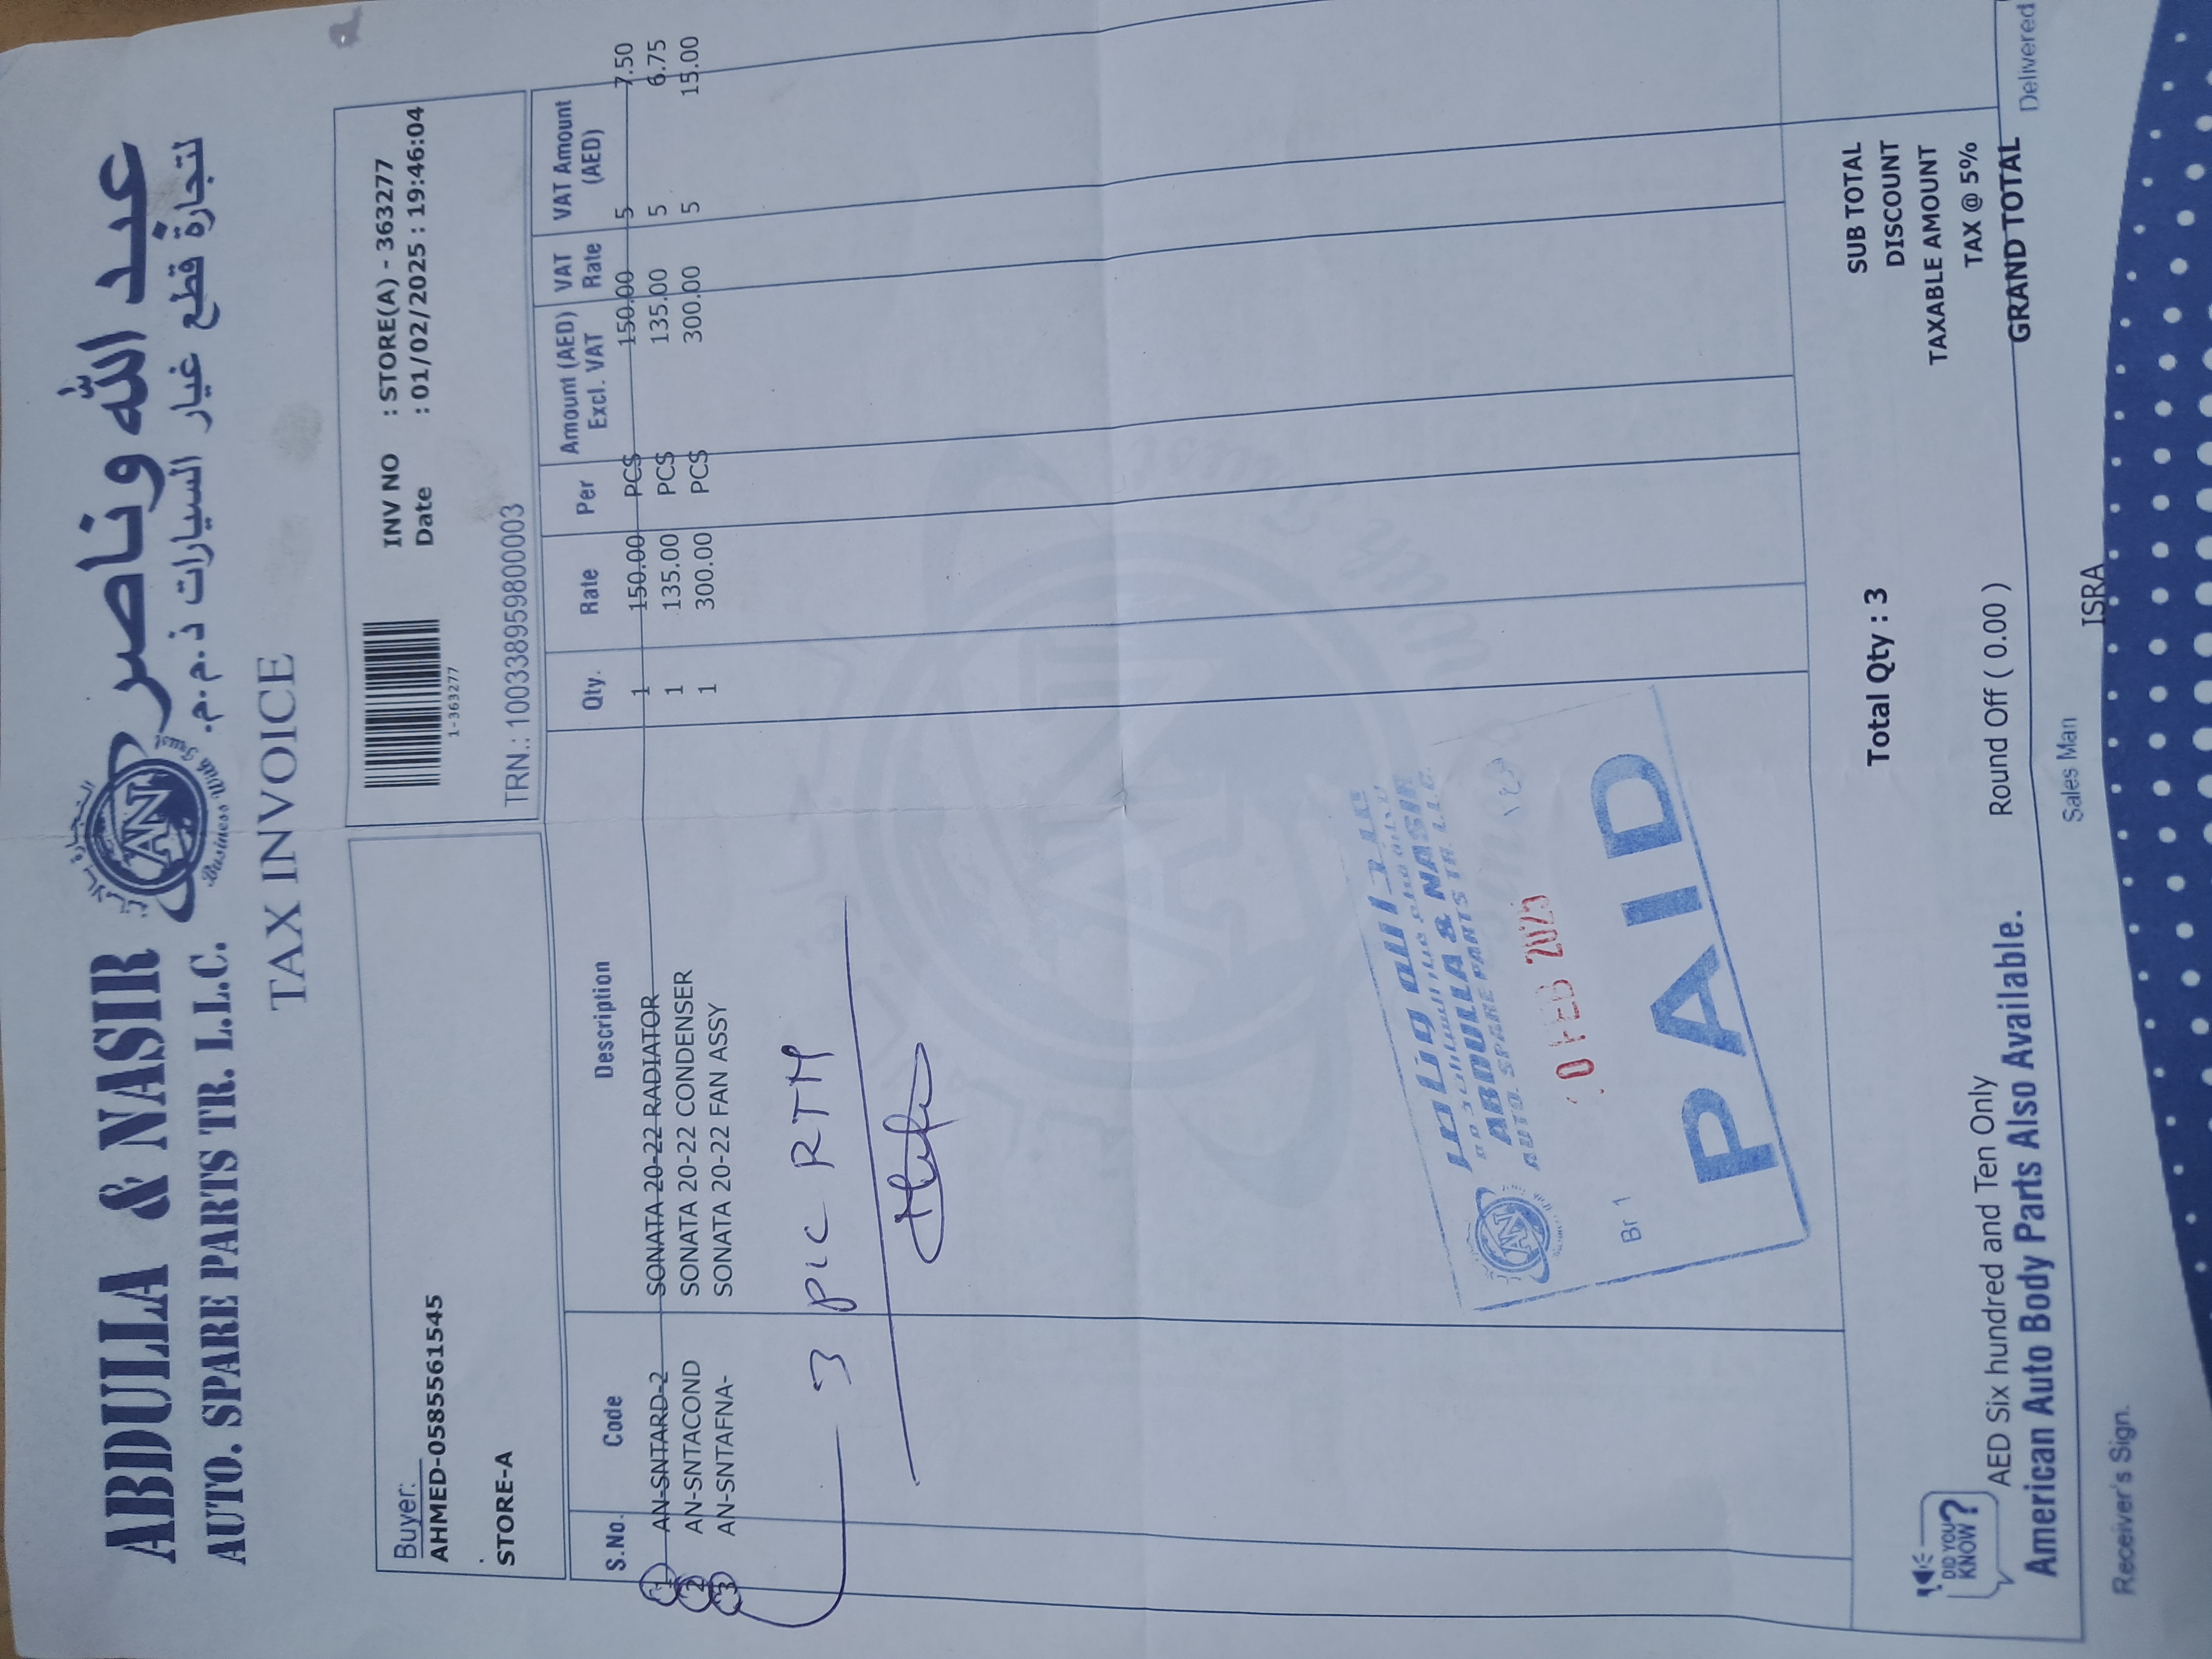 عبد الله وناصر
لتجارة قطع غيار السيارات ذ.م.م.
ABDULLA & NASIR
AUTO. SPARE PARTS TR. L.L.C.
AN
Business With Trust
TAX INVOICE
Buyer:
AHMED-0585561545
STORE-A
1-363277
INV NO : STORE(A) - 363277
Date : 01/02/2025 : 19:46:04
TRN.: 100338959800003
S.No. Code Description Qty. Rate Per Amount (AED) Excl. VAT VAT Rate VAT Amount (AED)
1 AN-SNTARD-2 SONATA 20-22 RADIATOR 1 150.00 PCS 150.00 5 7.50
2 AN-SNTACOND SONATA 20-22 CONDENSER 1 135.00 PCS 135.00 5 6.75
3 AN-SNTAFNA- SONATA 20-22 FAN ASSY 1 300.00 PCS 300.00 5 15.00
3 PIC RTM
ABDULLA & NASIR
AUTO. SPARE PARTS TR. L.L.C.
FEB 2025
Br 1
PAID
Total Qty : 3
SUB TOTAL
DISCOUNT
TAXABLE AMOUNT
TAX @ 5%
GRAND TOTAL
DID YOU KNOW?
AED Six hundred and Ten Only
Round Off ( 0.00 )
American Auto Body Parts Also Available.
Receiver's Sign.
Sales Man
ISRA
Delivered